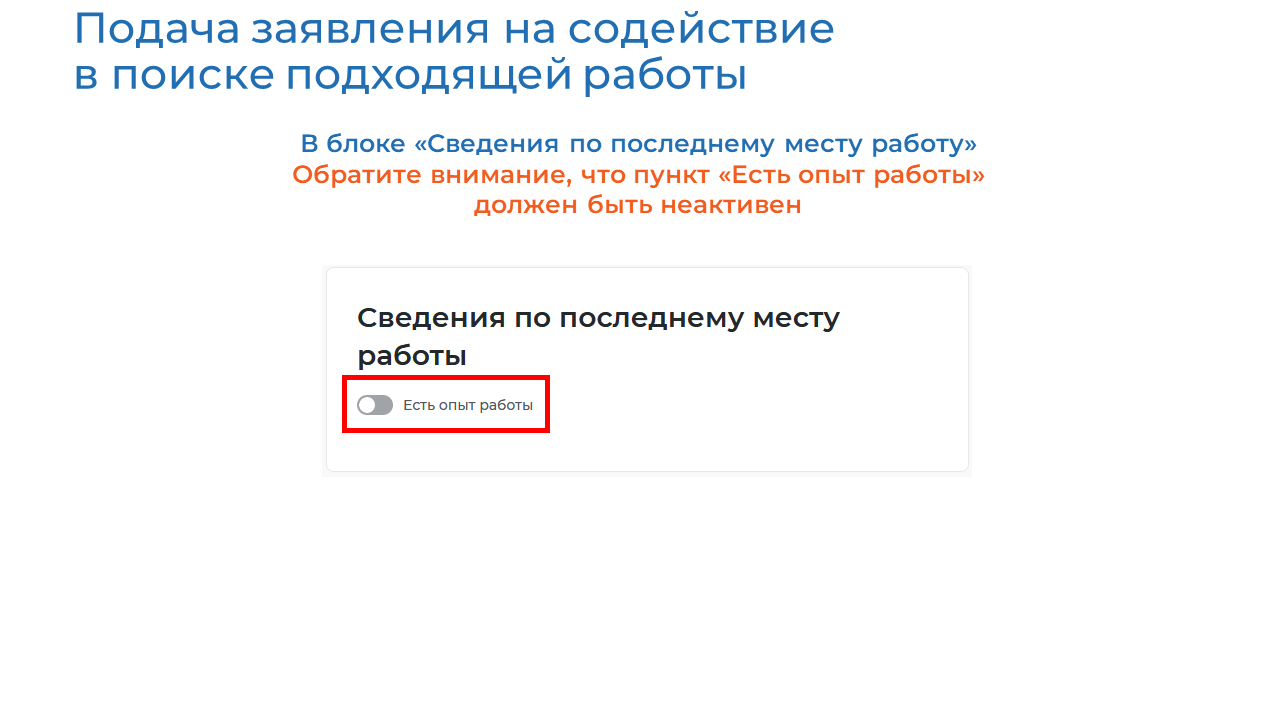 Подача заявления на содействие
в поиске подходящей работы
В блоке «Сведения по последнему месту работу»
Обратите внимание, что пункт «Есть опыт работы»
должен быть неактивен
Сведения по последнему месту
работы
Есть опыт работы